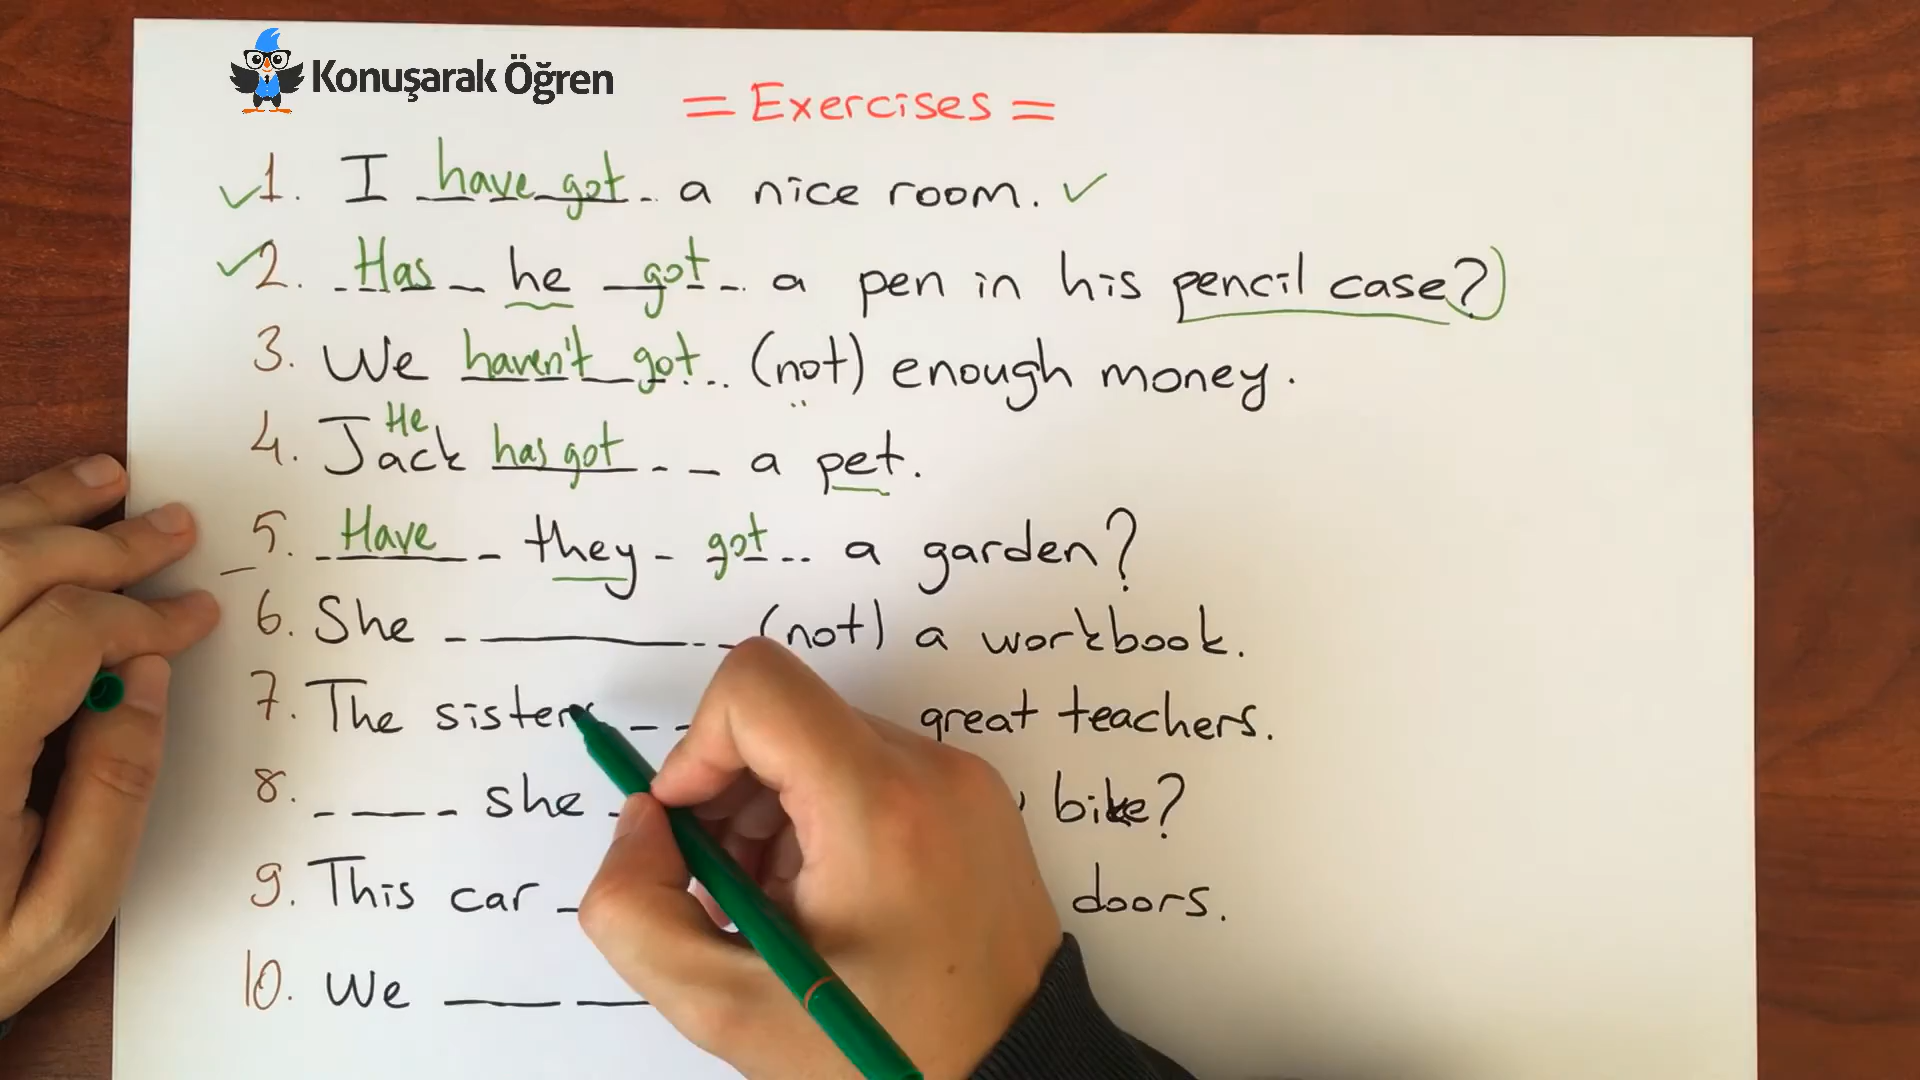 Konuşarak Öğren
= Exercises =
1. I have got a nice room.
2. Has he got a pen in his pencil case?
3. We haven't got (not) enough money.
He
4. Jack has got a pet.
5. Have they got a garden?
6. She (not) a workbook.
7. The sisters great teachers.
8. she bike?
9. This car doors.
10. We